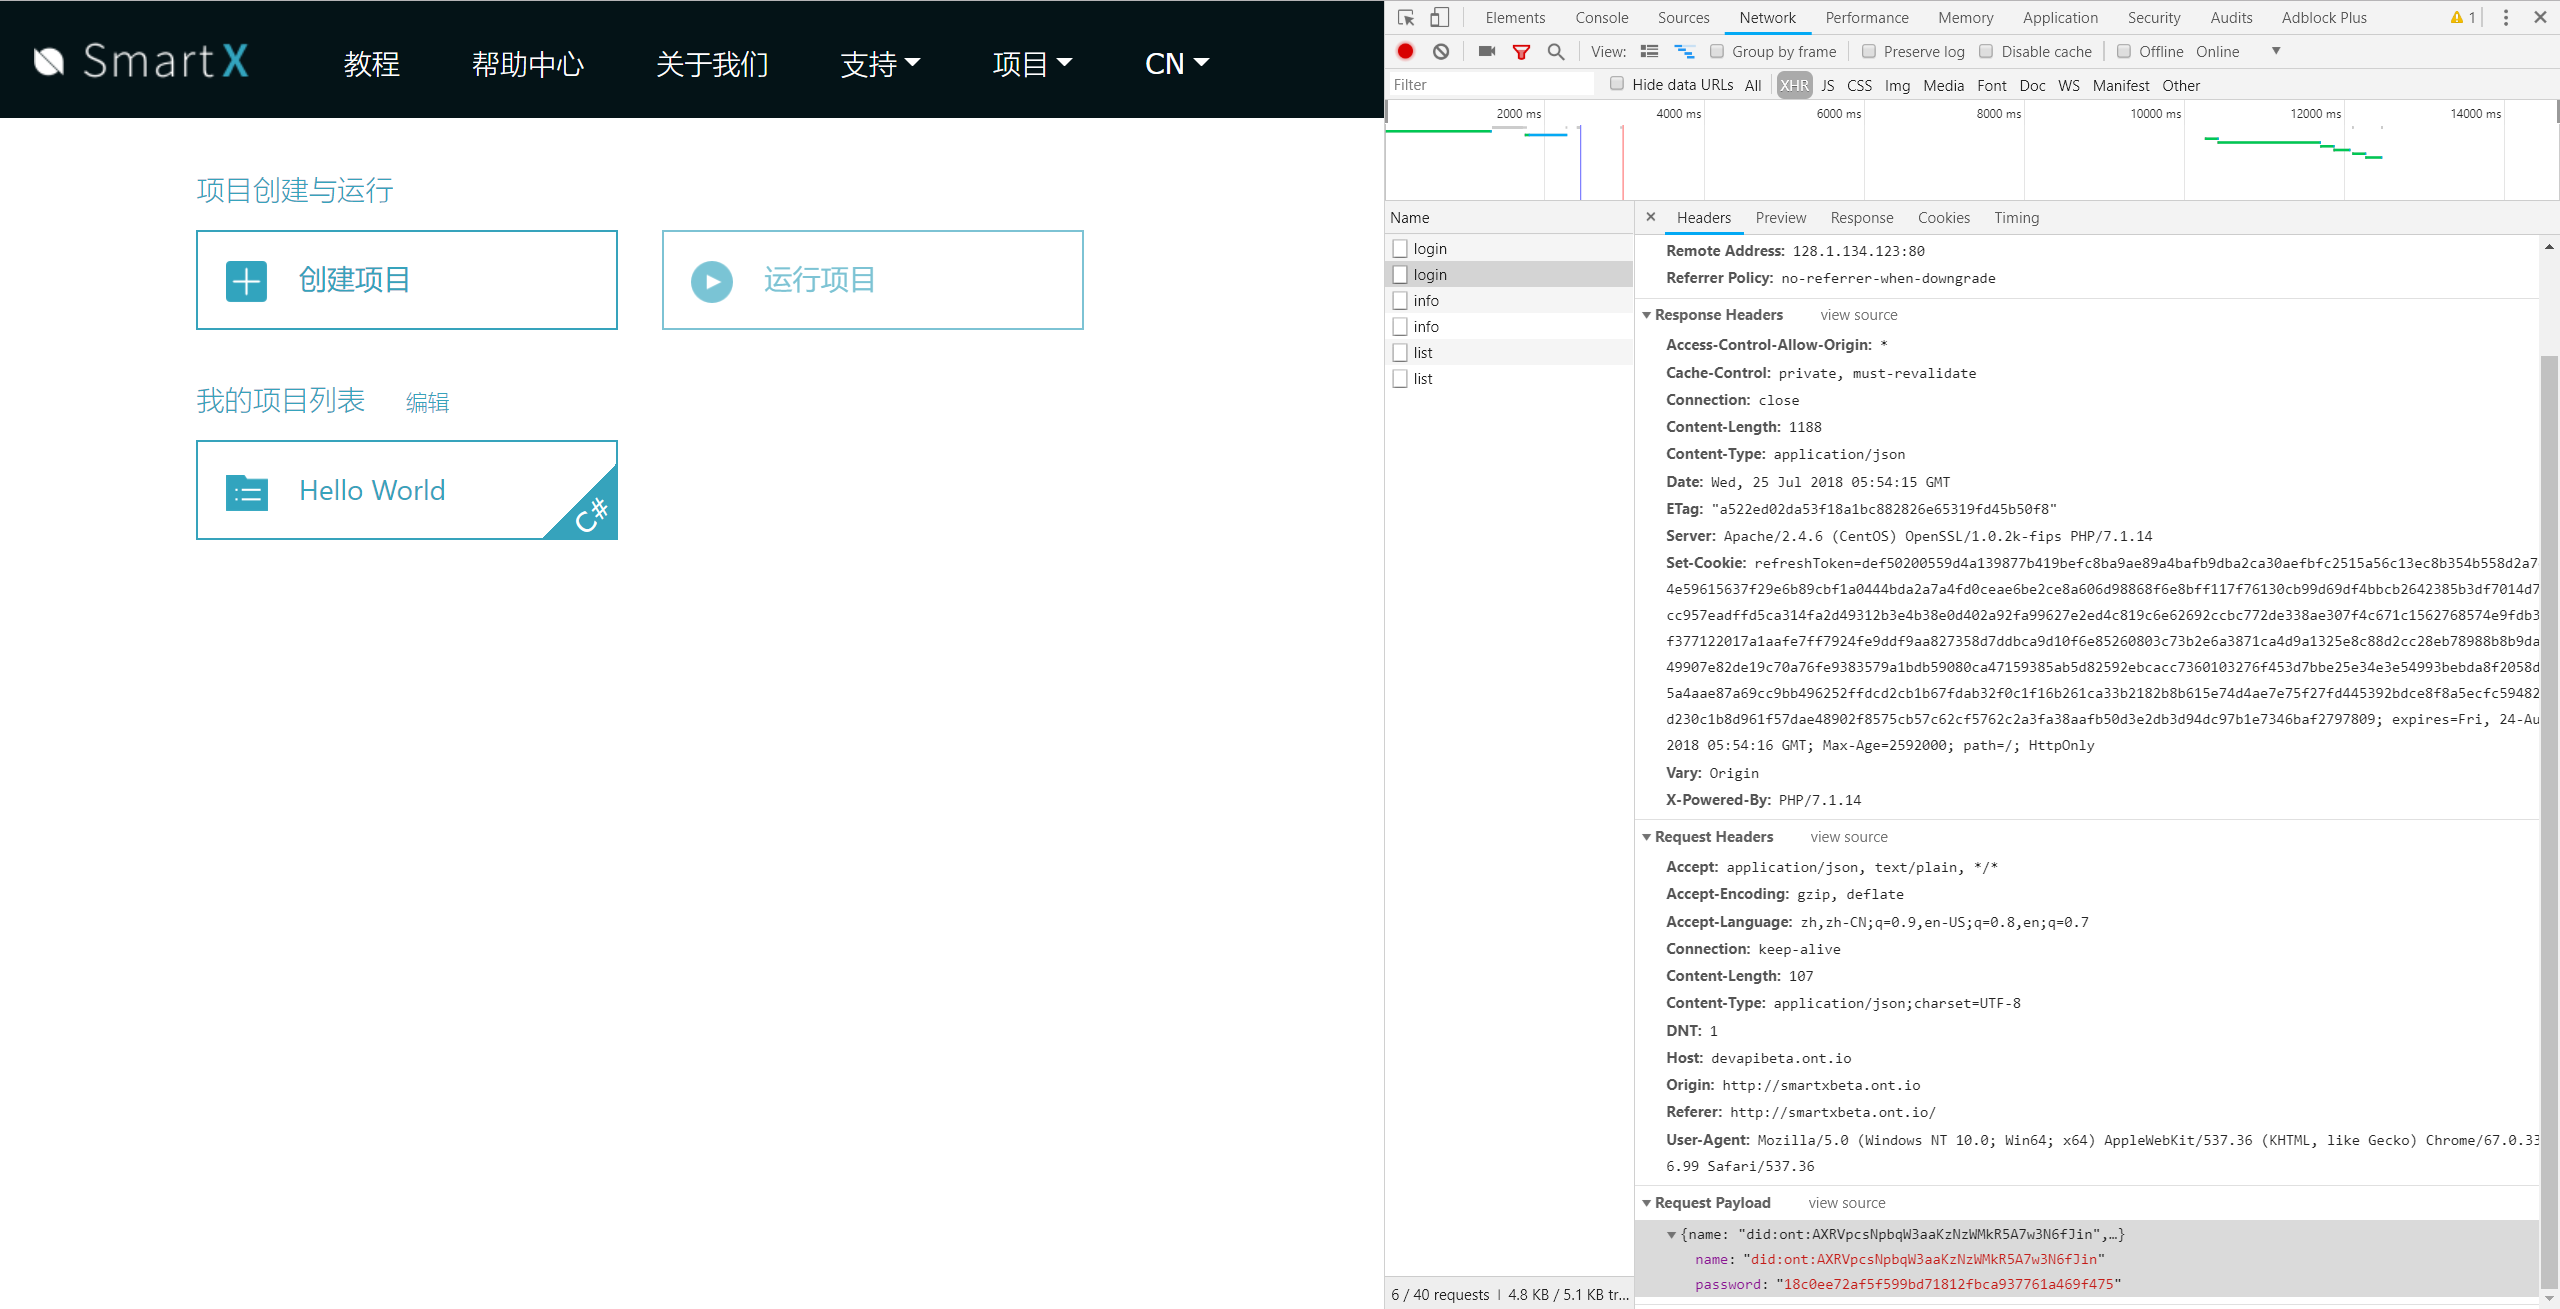 SmartX 教程 帮助中心 关于我们 支持 项目 CN
项目创建与运行
创建项目 运行项目
我的项目列表 编辑
Hello World C#
Elements Console Sources Network Performance Memory Application Security Audits Adblock Plus 1
View: Group by frame Preserve log Disable cache Offline Online
Filter Hide data URLs All XHR JS CSS Img Media Font Doc WS Manifest Other
2000 ms 4000 ms 6000 ms 8000 ms 10000 ms 12000 ms 14000 ms
Name
login
login
info
info
list
list
6 / 40 requests | 4.8 KB / 5.1 KB tr...
× Headers Preview Response Cookies Timing
Remote Address: 128.1.134.123:80
Referrer Policy: no-referrer-when-downgrade
Response Headers view source
Access-Control-Allow-Origin: *
Cache-Control: private, must-revalidate
Connection: close
Content-Length: 1188
Content-Type: application/json
Date: Wed, 25 Jul 2018 05:54:15 GMT
ETag: "a522ed02da53f18a1bc882826e65319fd45b50f8"
Server: Apache/2.4.6 (CentOS) OpenSSL/1.0.2k-fips PHP/7.1.14
Set-Cookie: refreshToken=def50200559d4a139877b419befc8ba9ae89a4bafb9dba2ca30aefbfc2515a56c13ec8b354b558d2a7
4e59615637f29e6b89cbf1a0444bda2a7a4fd0ceae6be2ce8a606d98868f6e8bff117f76130cb99d69df4bbcb2642385b3df7014d7
cc957eadffd5ca314fa2d49312b3e4b38e0d402a92fa99627e2ed4c819c6e62692ccbc772de338ae307f4c671c1562768574e9fdb3
f377122017a1aafe7ff7924fe9ddf9aa827358d7ddbca9d10f6e85260803c73b2e6a3871ca4d9a1325e8c88d2cc28eb78988b8b9da
49907e82de19c70a76fe9383579a1bdb59080ca47159385ab5d82592ebcacc7360103276f453d7bbe25e34e3e54993bebda8f2058d
5a4aae87a69cc9bb496252ffdcd2cb1b67fdab32f0c1f16b261ca33b2182b8b615e74d4ae7e75f27fd445392bdce8f8a5ecfc59482
d230c1b8d961f57dae48902f8575cb57c62cf5762c2a3fa38aafb50d3e2db3d94dc97b1e7346baf2797809; expires=Fri, 24-Au
2018 05:54:16 GMT; Max-Age=2592000; path=/; HttpOnly
Vary: Origin
X-Powered-By: PHP/7.1.14
Request Headers view source
Accept: application/json, text/plain, */*
Accept-Encoding: gzip, deflate
Accept-Language: zh,zh-CN;q=0.9,en-US;q=0.8,en;q=0.7
Connection: keep-alive
Content-Length: 107
Content-Type: application/json;charset=UTF-8
DNT: 1
Host: devapibeta.ont.io
Origin: http://smartxbeta.ont.io
Referer: http://smartxbeta.ont.io/
User-Agent: Mozilla/5.0 (Windows NT 10.0; Win64; x64) AppleWebKit/537.36 (KHTML, like Gecko) Chrome/67.0.33
6.99 Safari/537.36
Request Payload view source
{name: "did:ont:AXRVpcsNpbqW3aaKzNzWMkR5A7w3N6fJin",…}
name: "did:ont:AXRVpcsNpbqW3aaKzNzWMkR5A7w3N6fJin"
password: "18c0ee72af5f599bd71812fbca937761a469f475"